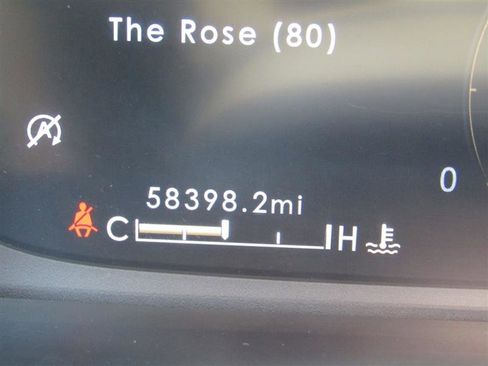 The Rose (80)
A
0
58398.2mi
C H